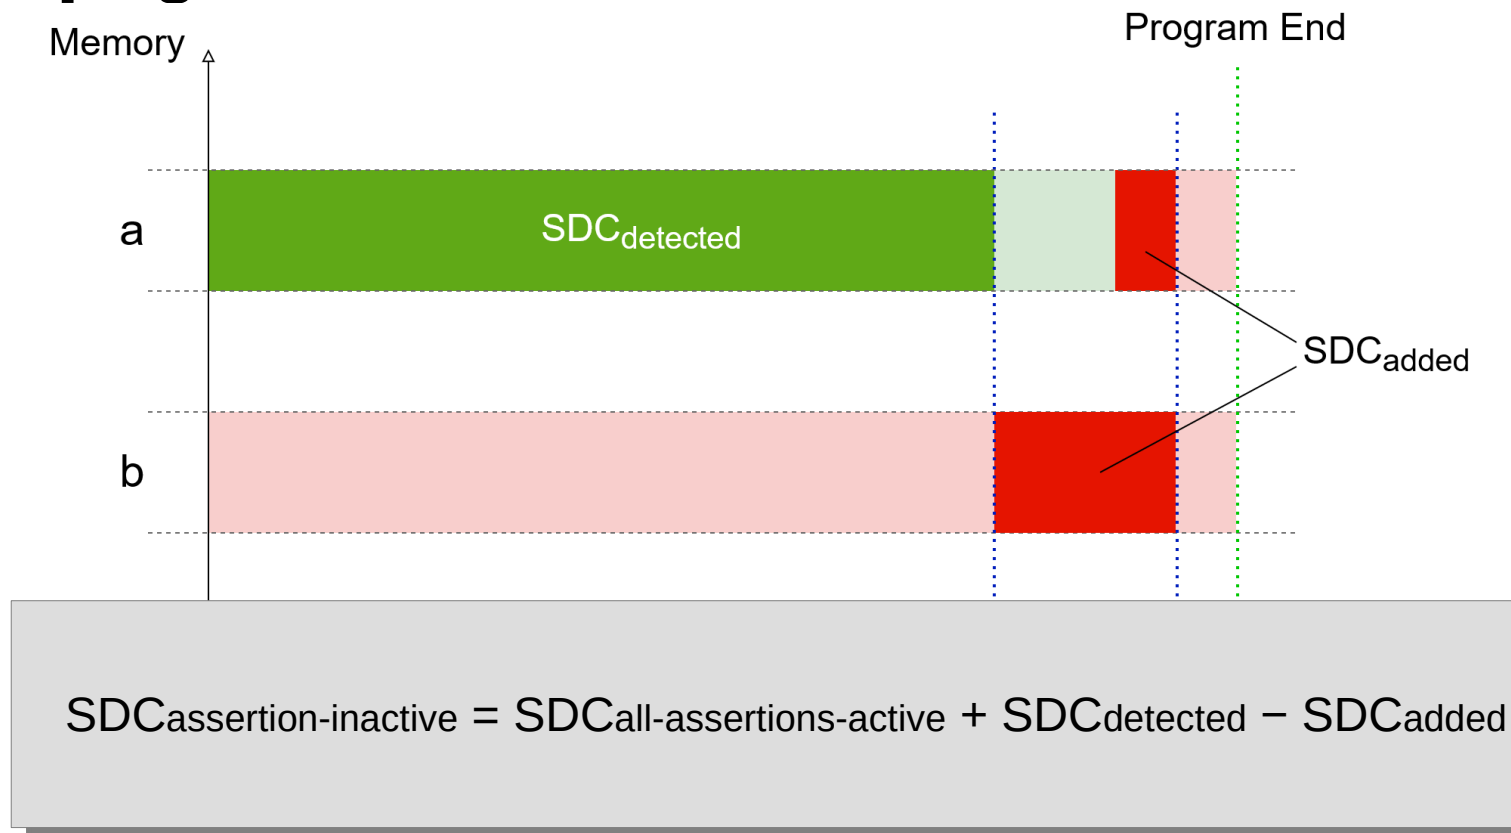 Memory
Program End
a
SDCdetected
SDCadded
b
SDCassertion-inactive = SDCall-assertions-active + SDCdetected − SDCadded